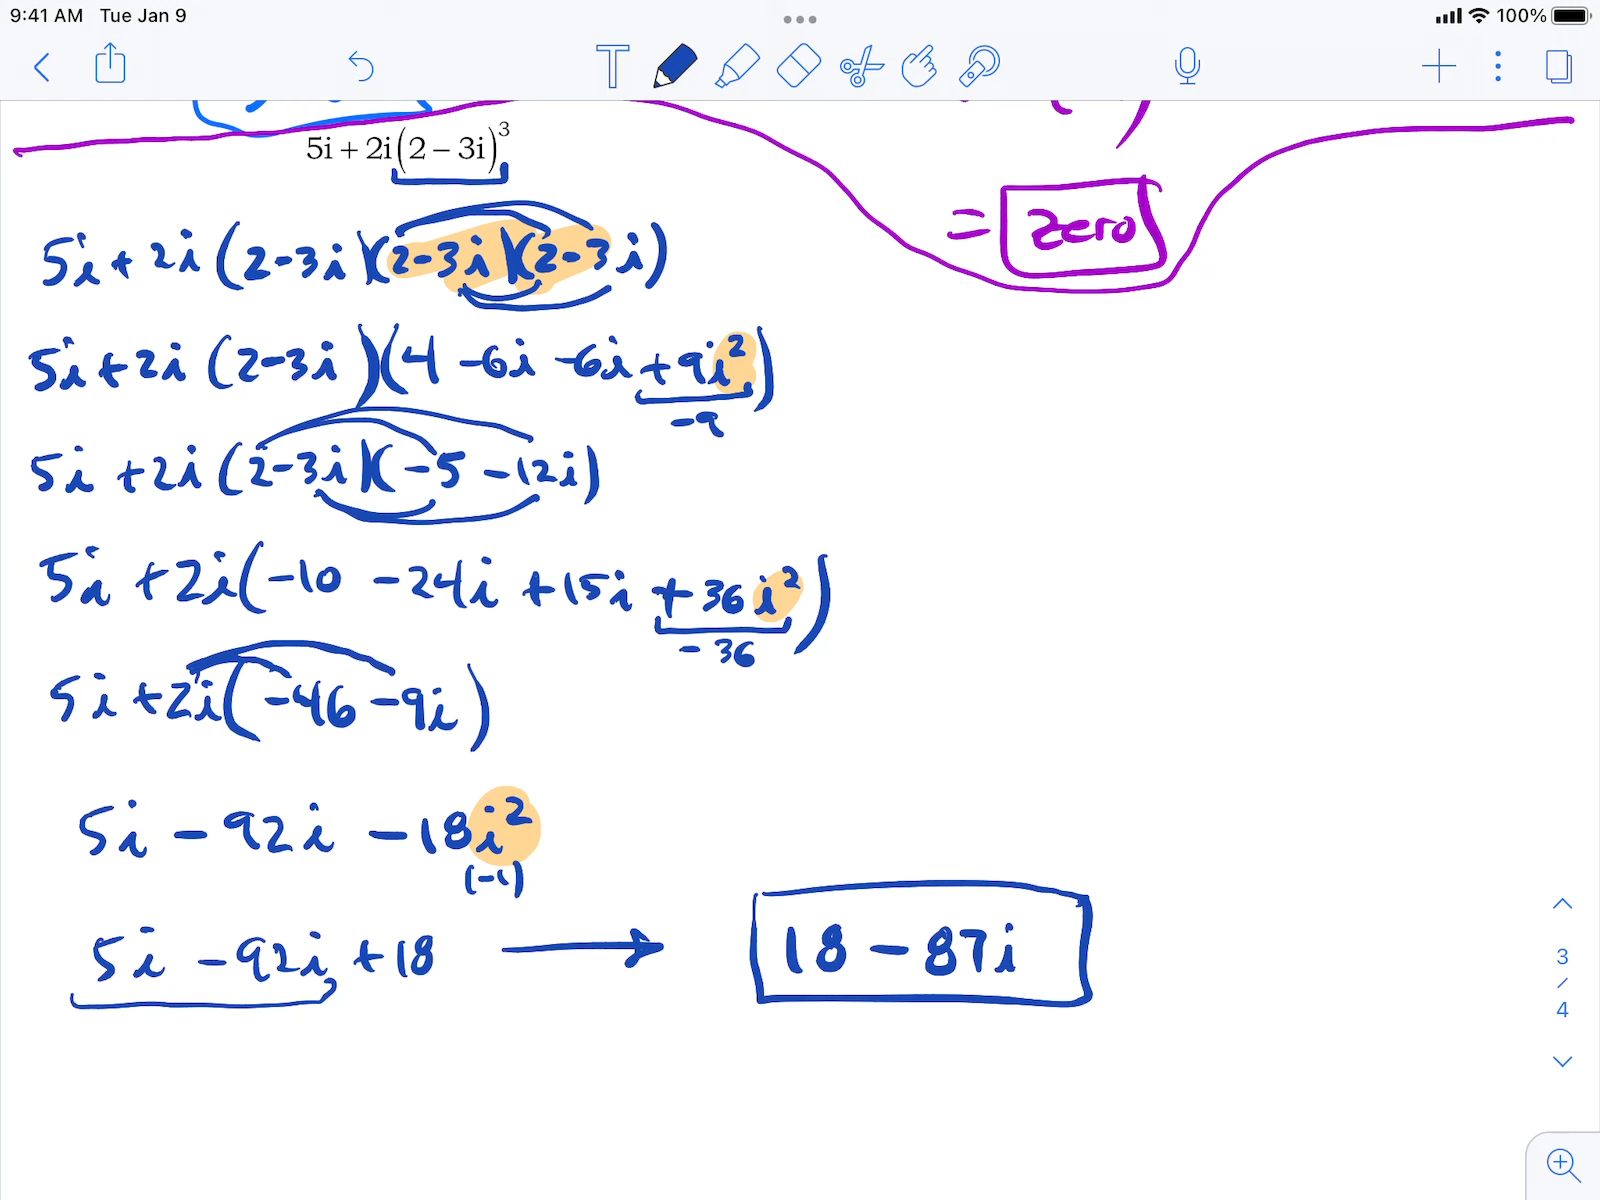 9:41 AM Tue Jan 9
100%
5i + 2i(2 – 3i)³
= zero
5i + 2i (2-3i)(2-3i)(2-3i)
5i + 2i (2-3i)(4 -6i -6i + 9i²)
-9
5i + 2i (2-3i)(-5 -12i)
5i + 2i(-10 -24i +15i + 36i²)
- 36
5i + 2i(-46 -9i)
5i - 92i - 18i²
(-1)
5i - 92i + 18 → 18 - 87i
3
/
4